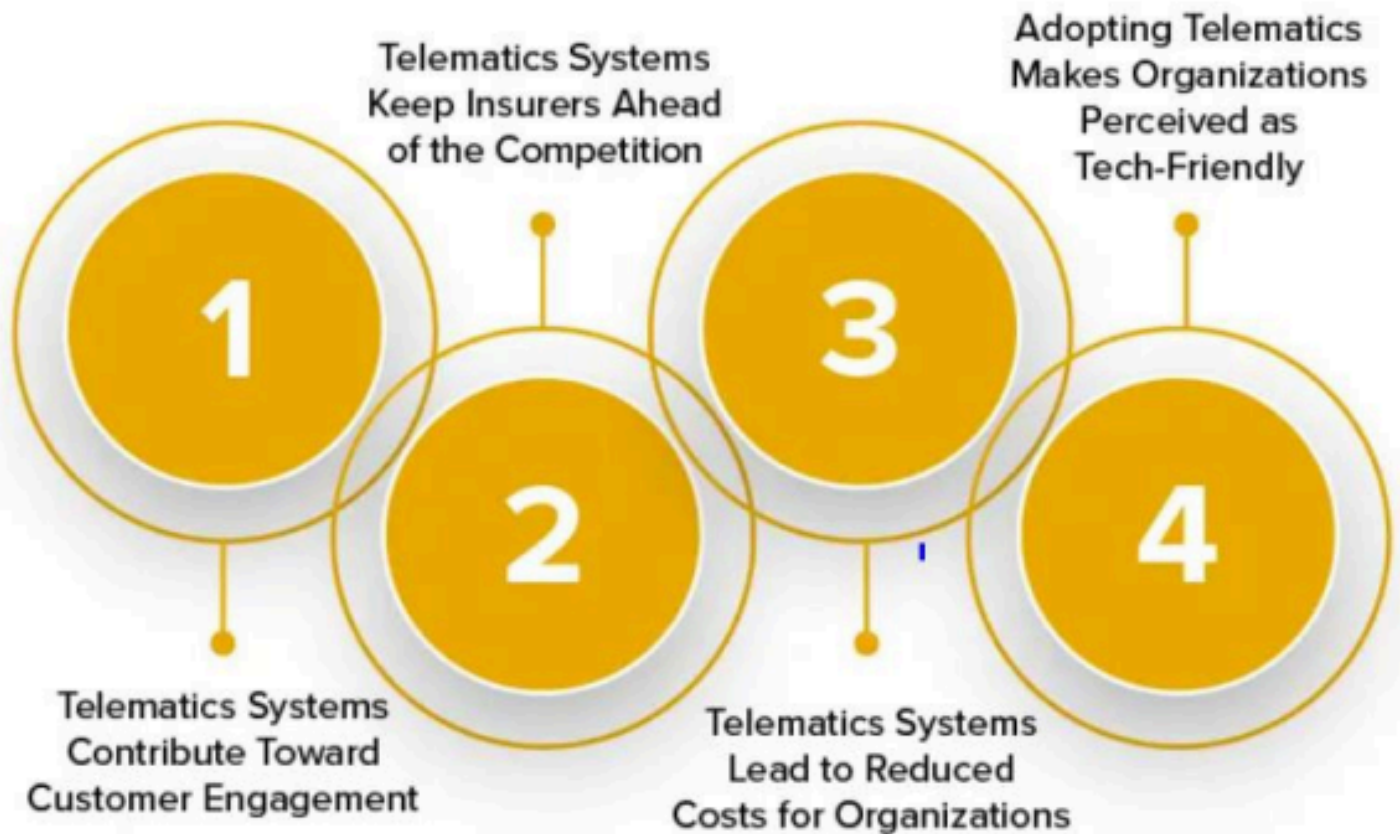 1
Telematics Systems
Contribute Toward
Customer Engagement
Telematics Systems
Keep Insurers Ahead
of the Competition
2
3
Telematics Systems
Lead to Reduced
Costs for Organizations
Adopting Telematics
Makes Organizations
Perceived as
Tech-Friendly
4